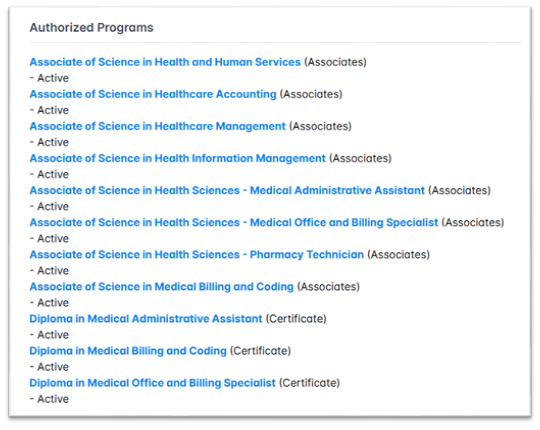 Authorized Programs
Associate of Science in Health and Human Services (Associates)
- Active
Associate of Science in Healthcare Accounting (Associates)
- Active
Associate of Science in Healthcare Management (Associates)
- Active
Associate of Science in Health Information Management (Associates)
- Active
Associate of Science in Health Sciences - Medical Administrative Assistant (Associates)
- Active
Associate of Science in Health Sciences - Medical Office and Billing Specialist (Associates)
- Active
Associate of Science in Health Sciences - Pharmacy Technician (Associates)
- Active
Associate of Science in Medical Billing and Coding (Associates)
- Active
Diploma in Medical Administrative Assistant (Certificate)
- Active
Diploma in Medical Billing and Coding (Certificate)
- Active
Diploma in Medical Office and Billing Specialist (Certificate)
- Active